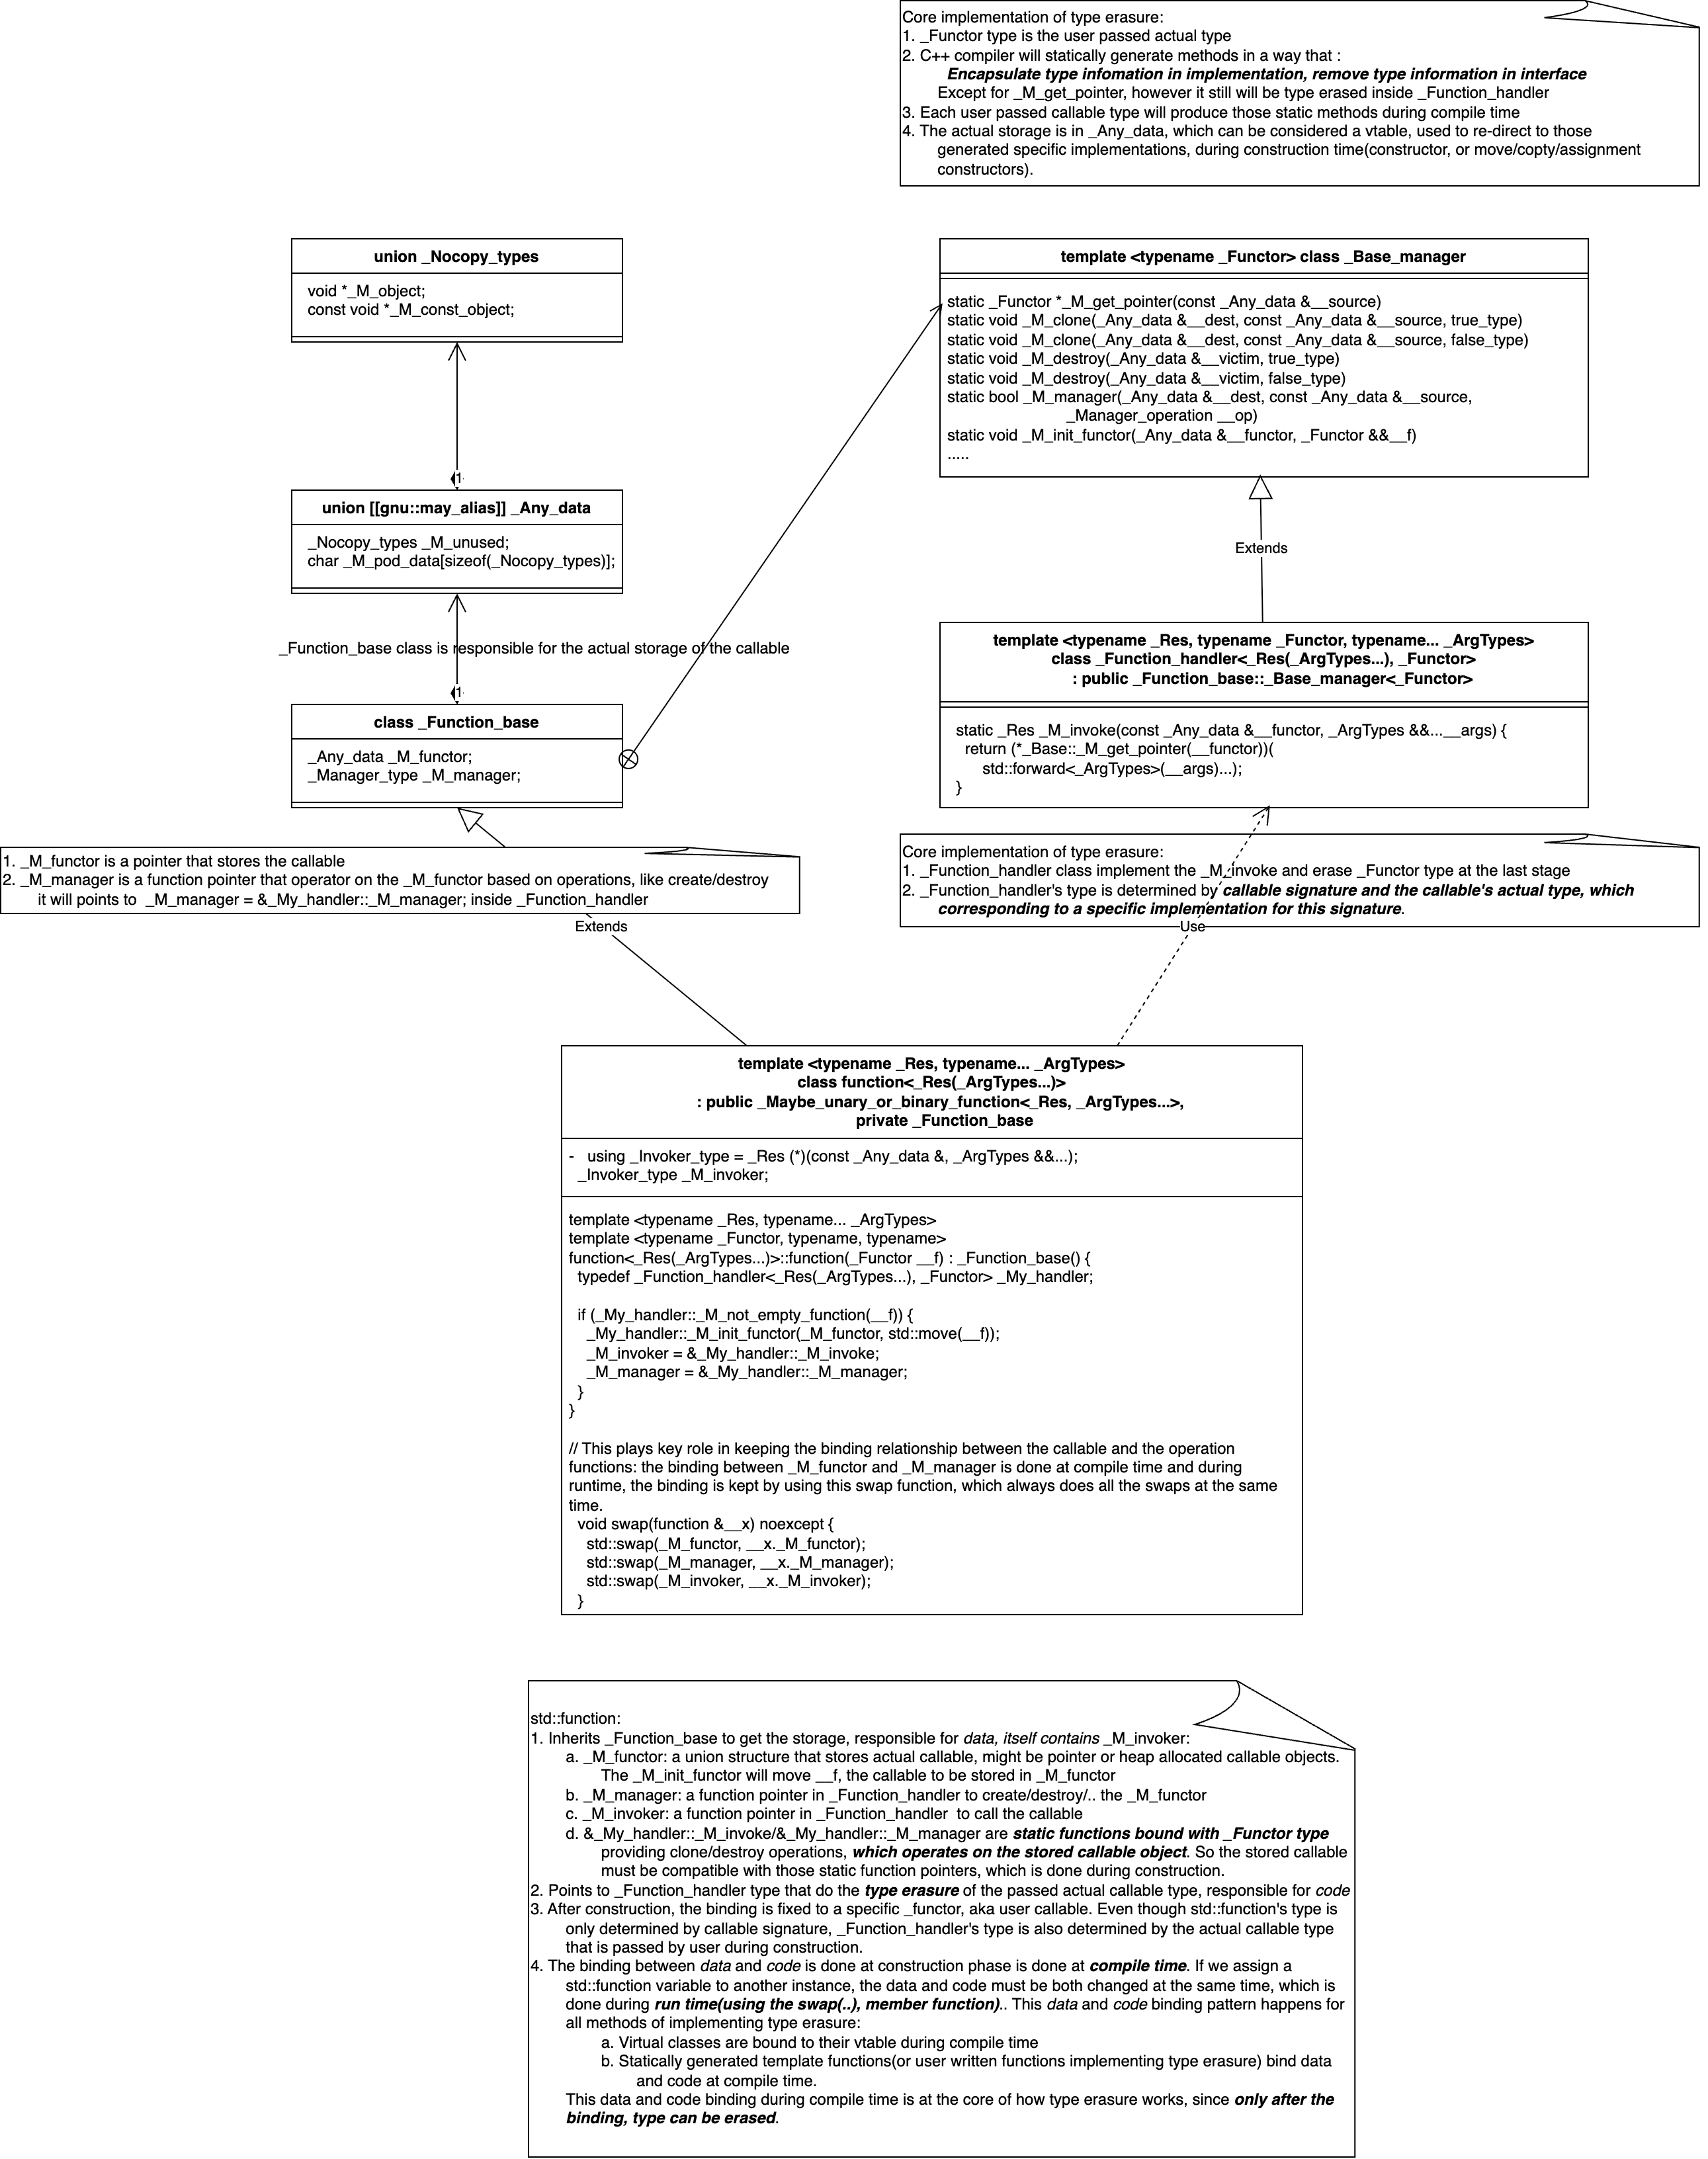 Core implementation of type erasure:
1. _Functor type is the user passed actual type
2. C++ compiler will statically generate methods in a way that :
Encapsulate type infomation in implementation, remove type information in interface
Except for _M_get_pointer, however it still will be type erased inside _Function_handler
3. Each user passed callable type will produce those static methods during compile time
4. The actual storage is in _Any_data, which can be considered a vtable, used to re-direct to those
generated specific implementations, during construction time(constructor, or move/copty/assignment
constructors).
union _Nocopy_types
void *_M_object;
const void *_M_const_object;
template <typename _Functor> class _Base_manager
static _Functor *_M_get_pointer(const _Any_data &__source)
static void _M_clone(_Any_data &__dest, const _Any_data &__source, true_type)
static void _M_clone(_Any_data &__dest, const _Any_data &__source, false_type)
static void _M_destroy(_Any_data &__victim, true_type)
static void _M_destroy(_Any_data &__victim, false_type)
static bool _M_manager(_Any_data &__dest, const _Any_data &__source,
_Manager_operation __op)
static void _M_init_functor(_Any_data &__functor, _Functor &&__f)
.....
1
union [[gnu::may_alias]] _Any_data
_Nocopy_types _M_unused;
char _M_pod_data[sizeof(_Nocopy_types)];
Extends
_Function_base class is responsible for the actual storage of the callable
1
class _Function_base
_Any_data _M_functor;
_Manager_type _M_manager;
template <typename _Res, typename _Functor, typename... _ArgTypes>
class _Function_handler<_Res(_ArgTypes...), _Functor>
: public _Function_base::_Base_manager<_Functor>
static _Res _M_invoke(const _Any_data &__functor, _ArgTypes &&...__args) {
return (*_Base::_M_get_pointer(__functor))(
std::forward<_ArgTypes>(__args)...);
}
1. _M_functor is a pointer that stores the callable
2. _M_manager is a function pointer that operator on the _M_functor based on operations, like create/destroy
it will points to  _M_manager = &_My_handler::_M_manager; inside _Function_handler
Core implementation of type erasure:
1. _Function_handler class implement the _M_invoke and erase _Functor type at the last stage
2. _Function_handler's type is determined by callable signature and the callable's actual type, which
corresponding to a specific implementation for this signature.
Extends
Use
template <typename _Res, typename... _ArgTypes>
class function<_Res(_ArgTypes...)>
: public _Maybe_unary_or_binary_function<_Res, _ArgTypes...>,
private _Function_base
-   using _Invoker_type = _Res (*)(const _Any_data &, _ArgTypes &&...);
_Invoker_type _M_invoker;
template <typename _Res, typename... _ArgTypes>
template <typename _Functor, typename, typename>
function<_Res(_ArgTypes...)>::function(_Functor __f) : _Function_base() {
typedef _Function_handler<_Res(_ArgTypes...), _Functor> _My_handler;
if (_My_handler::_M_not_empty_function(__f)) {
_My_handler::_M_init_functor(_M_functor, std::move(__f));
_M_invoker = &_My_handler::_M_invoke;
_M_manager = &_My_handler::_M_manager;
}
}
// This plays key role in keeping the binding relationship between the callable and the operation
functions: the binding between _M_functor and _M_manager is done at compile time and during
runtime, the binding is kept by using this swap function, which always does all the swaps at the same
time.
void swap(function &__x) noexcept {
std::swap(_M_functor, __x._M_functor);
std::swap(_M_manager, __x._M_manager);
std::swap(_M_invoker, __x._M_invoker);
}
std::function:
1. Inherits _Function_base to get the storage, responsible for data, itself contains _M_invoker:
a. _M_functor: a union structure that stores actual callable, might be pointer or heap allocated callable objects.
The _M_init_functor will move __f, the callable to be stored in _M_functor
b. _M_manager: a function pointer in _Function_handler to create/destroy/.. the _M_functor
c. _M_invoker: a function pointer in _Function_handler  to call the callable
d. &_My_handler::_M_invoke/&_My_handler::_M_manager are static functions bound with _Functor type
providing clone/destroy operations, which operates on the stored callable object. So the stored callable
must be compatible with those static function pointers, which is done during construction.
2. Points to _Function_handler type that do the type erasure of the passed actual callable type, responsible for code
3. After construction, the binding is fixed to a specific _functor, aka user callable. Even though std::function's type is
only determined by callable signature, _Function_handler's type is also determined by the actual callable type
that is passed by user during construction.
4. The binding between data and code is done at construction phase is done at compile time. If we assign a
std::function variable to another instance, the data and code must be both changed at the same time, which is
done during run time(using the swap(..), member function).. This data and code binding pattern happens for
all methods of implementing type erasure:
a. Virtual classes are bound to their vtable during compile time
b. Statically generated template functions(or user written functions implementing type erasure) bind data
and code at compile time.
This data and code binding during compile time is at the core of how type erasure works, since only after the
binding, type can be erased.